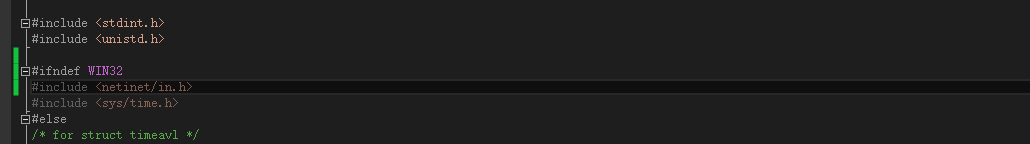 #include <stdint.h>
#include <unistd.h>
#ifndef WIN32
#include <netinet/in.h>
#include <sys/time.h>
#else
/* for struct timeavl */